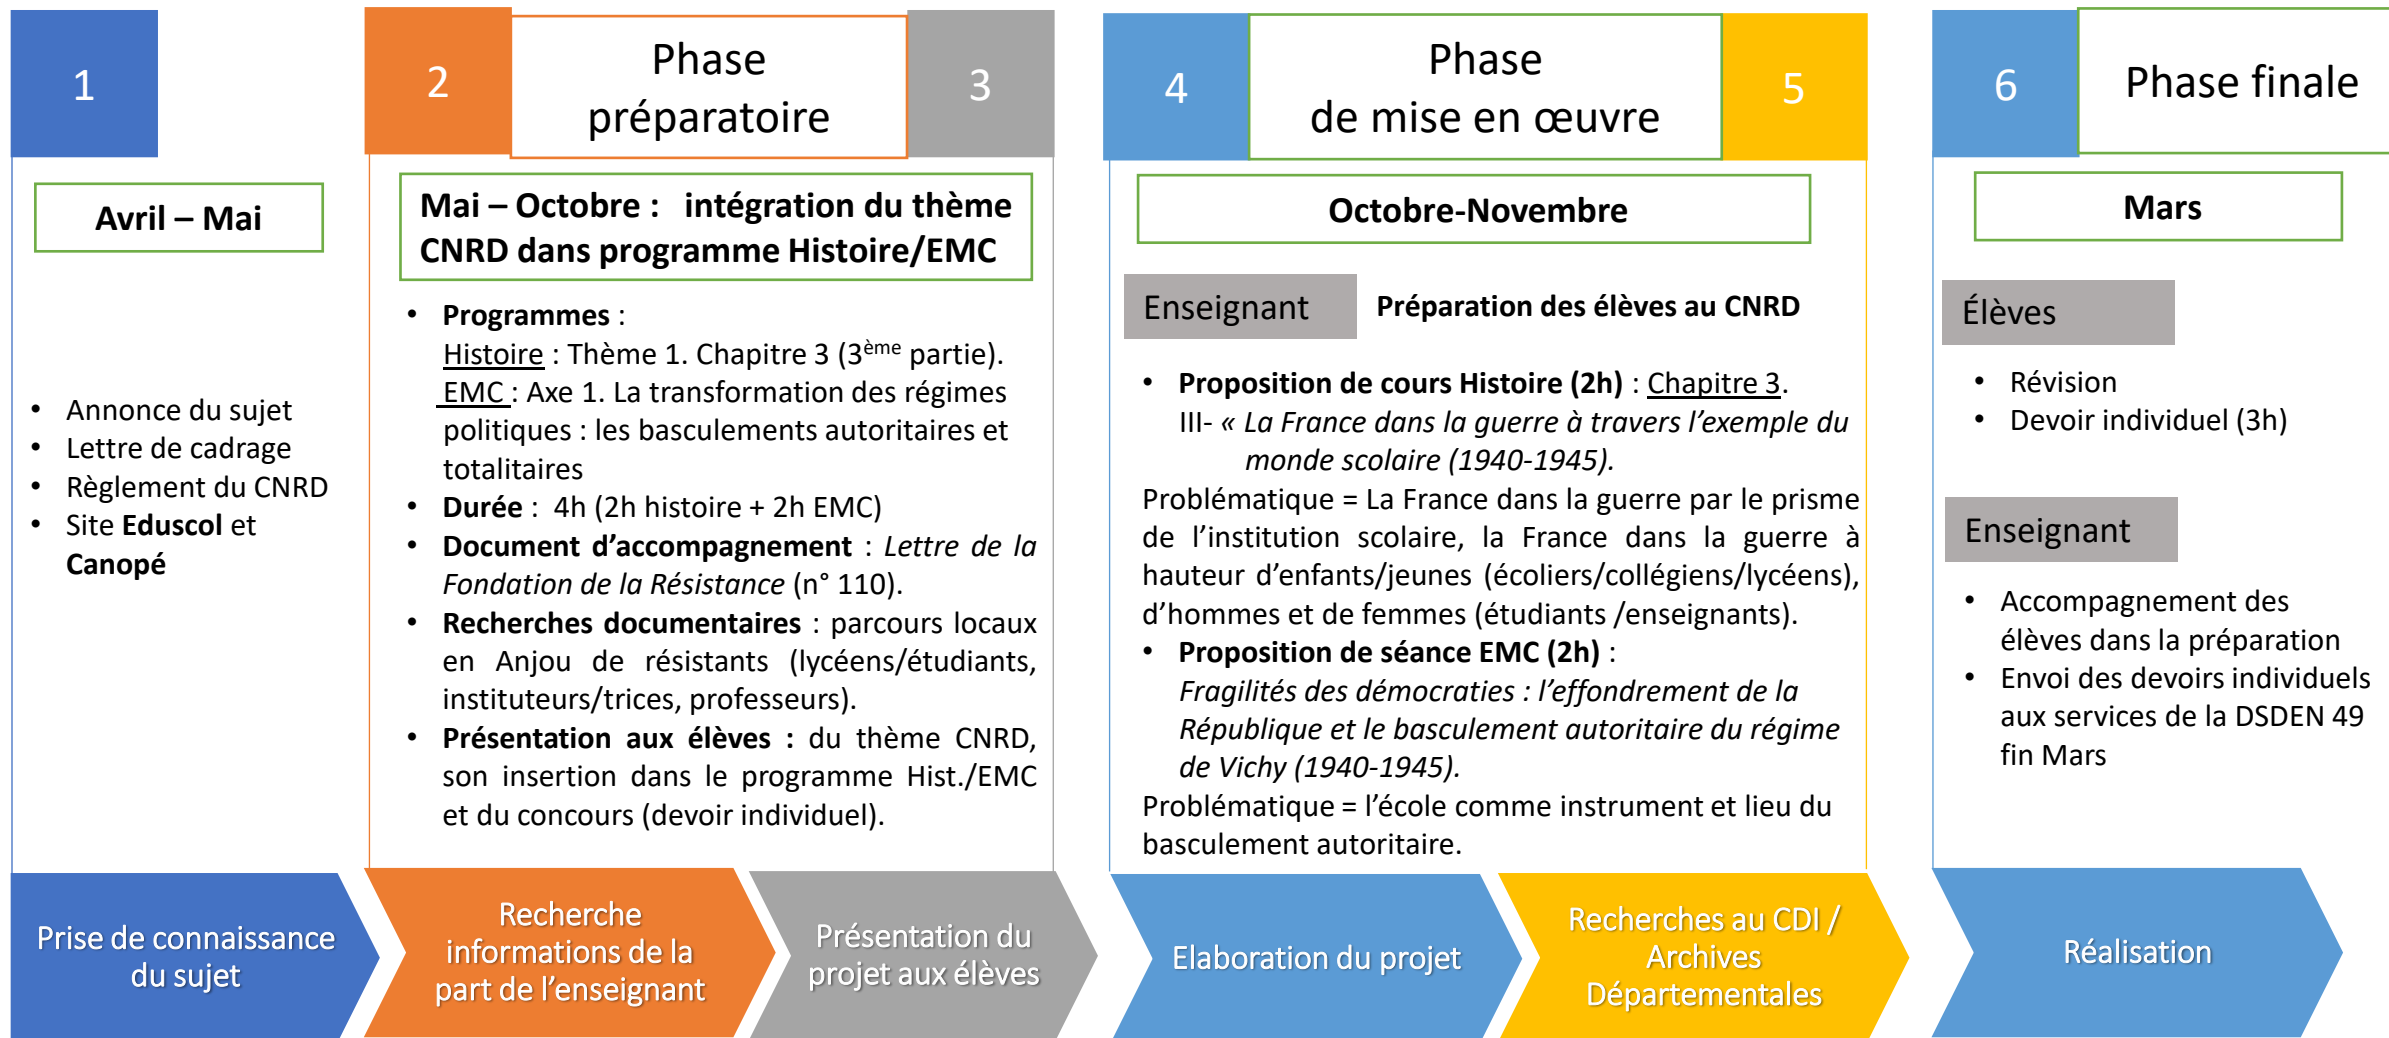 1
Avril – Mai
• Annonce du sujet
• Lettre de cadrage
• Règlement du CNRD
• Site Eduscol et
Canopé
Prise de connaissance
du sujet
2
Phase
préparatoire
3
Mai – Octobre : intégration du thème
CNRD dans programme Histoire/EMC
• Programmes :
Histoire : Thème 1. Chapitre 3 (3ème partie).
EMC : Axe 1. La transformation des régimes
politiques : les basculements autoritaires et
totalitaires
• Durée : 4h (2h histoire + 2h EMC)
• Document d’accompagnement : Lettre de la
Fondation de la Résistance (n° 110).
• Recherches documentaires : parcours locaux
en Anjou de résistants (lycéens/étudiants,
instituteurs/trices, professeurs).
• Présentation aux élèves : du thème CNRD,
son insertion dans le programme Hist./EMC
et du concours (devoir individuel).
Recherche
informations de la
part de l’enseignant
Présentation du
projet aux élèves
4
Phase
de mise en œuvre
5
Octobre-Novembre
Enseignant
Préparation des élèves au CNRD
• Proposition de cours Histoire (2h) : Chapitre 3.
III- « La France dans la guerre à travers l’exemple du
monde scolaire (1940-1945).
Problématique = La France dans la guerre par le prisme
de l’institution scolaire, la France dans la guerre à
hauteur d’enfants/jeunes (écoliers/collégiens/lycéens),
d’hommes et de femmes (étudiants /enseignants).
• Proposition de séance EMC (2h) :
Fragilités des démocraties : l’effondrement de la
République et le basculement autoritaire du régime
de Vichy (1940-1945).
Problématique = l’école comme instrument et lieu du
basculement autoritaire.
Elaboration du projet
Recherches au CDI /
Archives
Départementales
6
Phase finale
Mars
Élèves
• Révision
• Devoir individuel (3h)
Enseignant
• Accompagnement des
élèves dans la préparation
• Envoi des devoirs individuels
aux services de la DSDEN 49
fin Mars
Réalisation